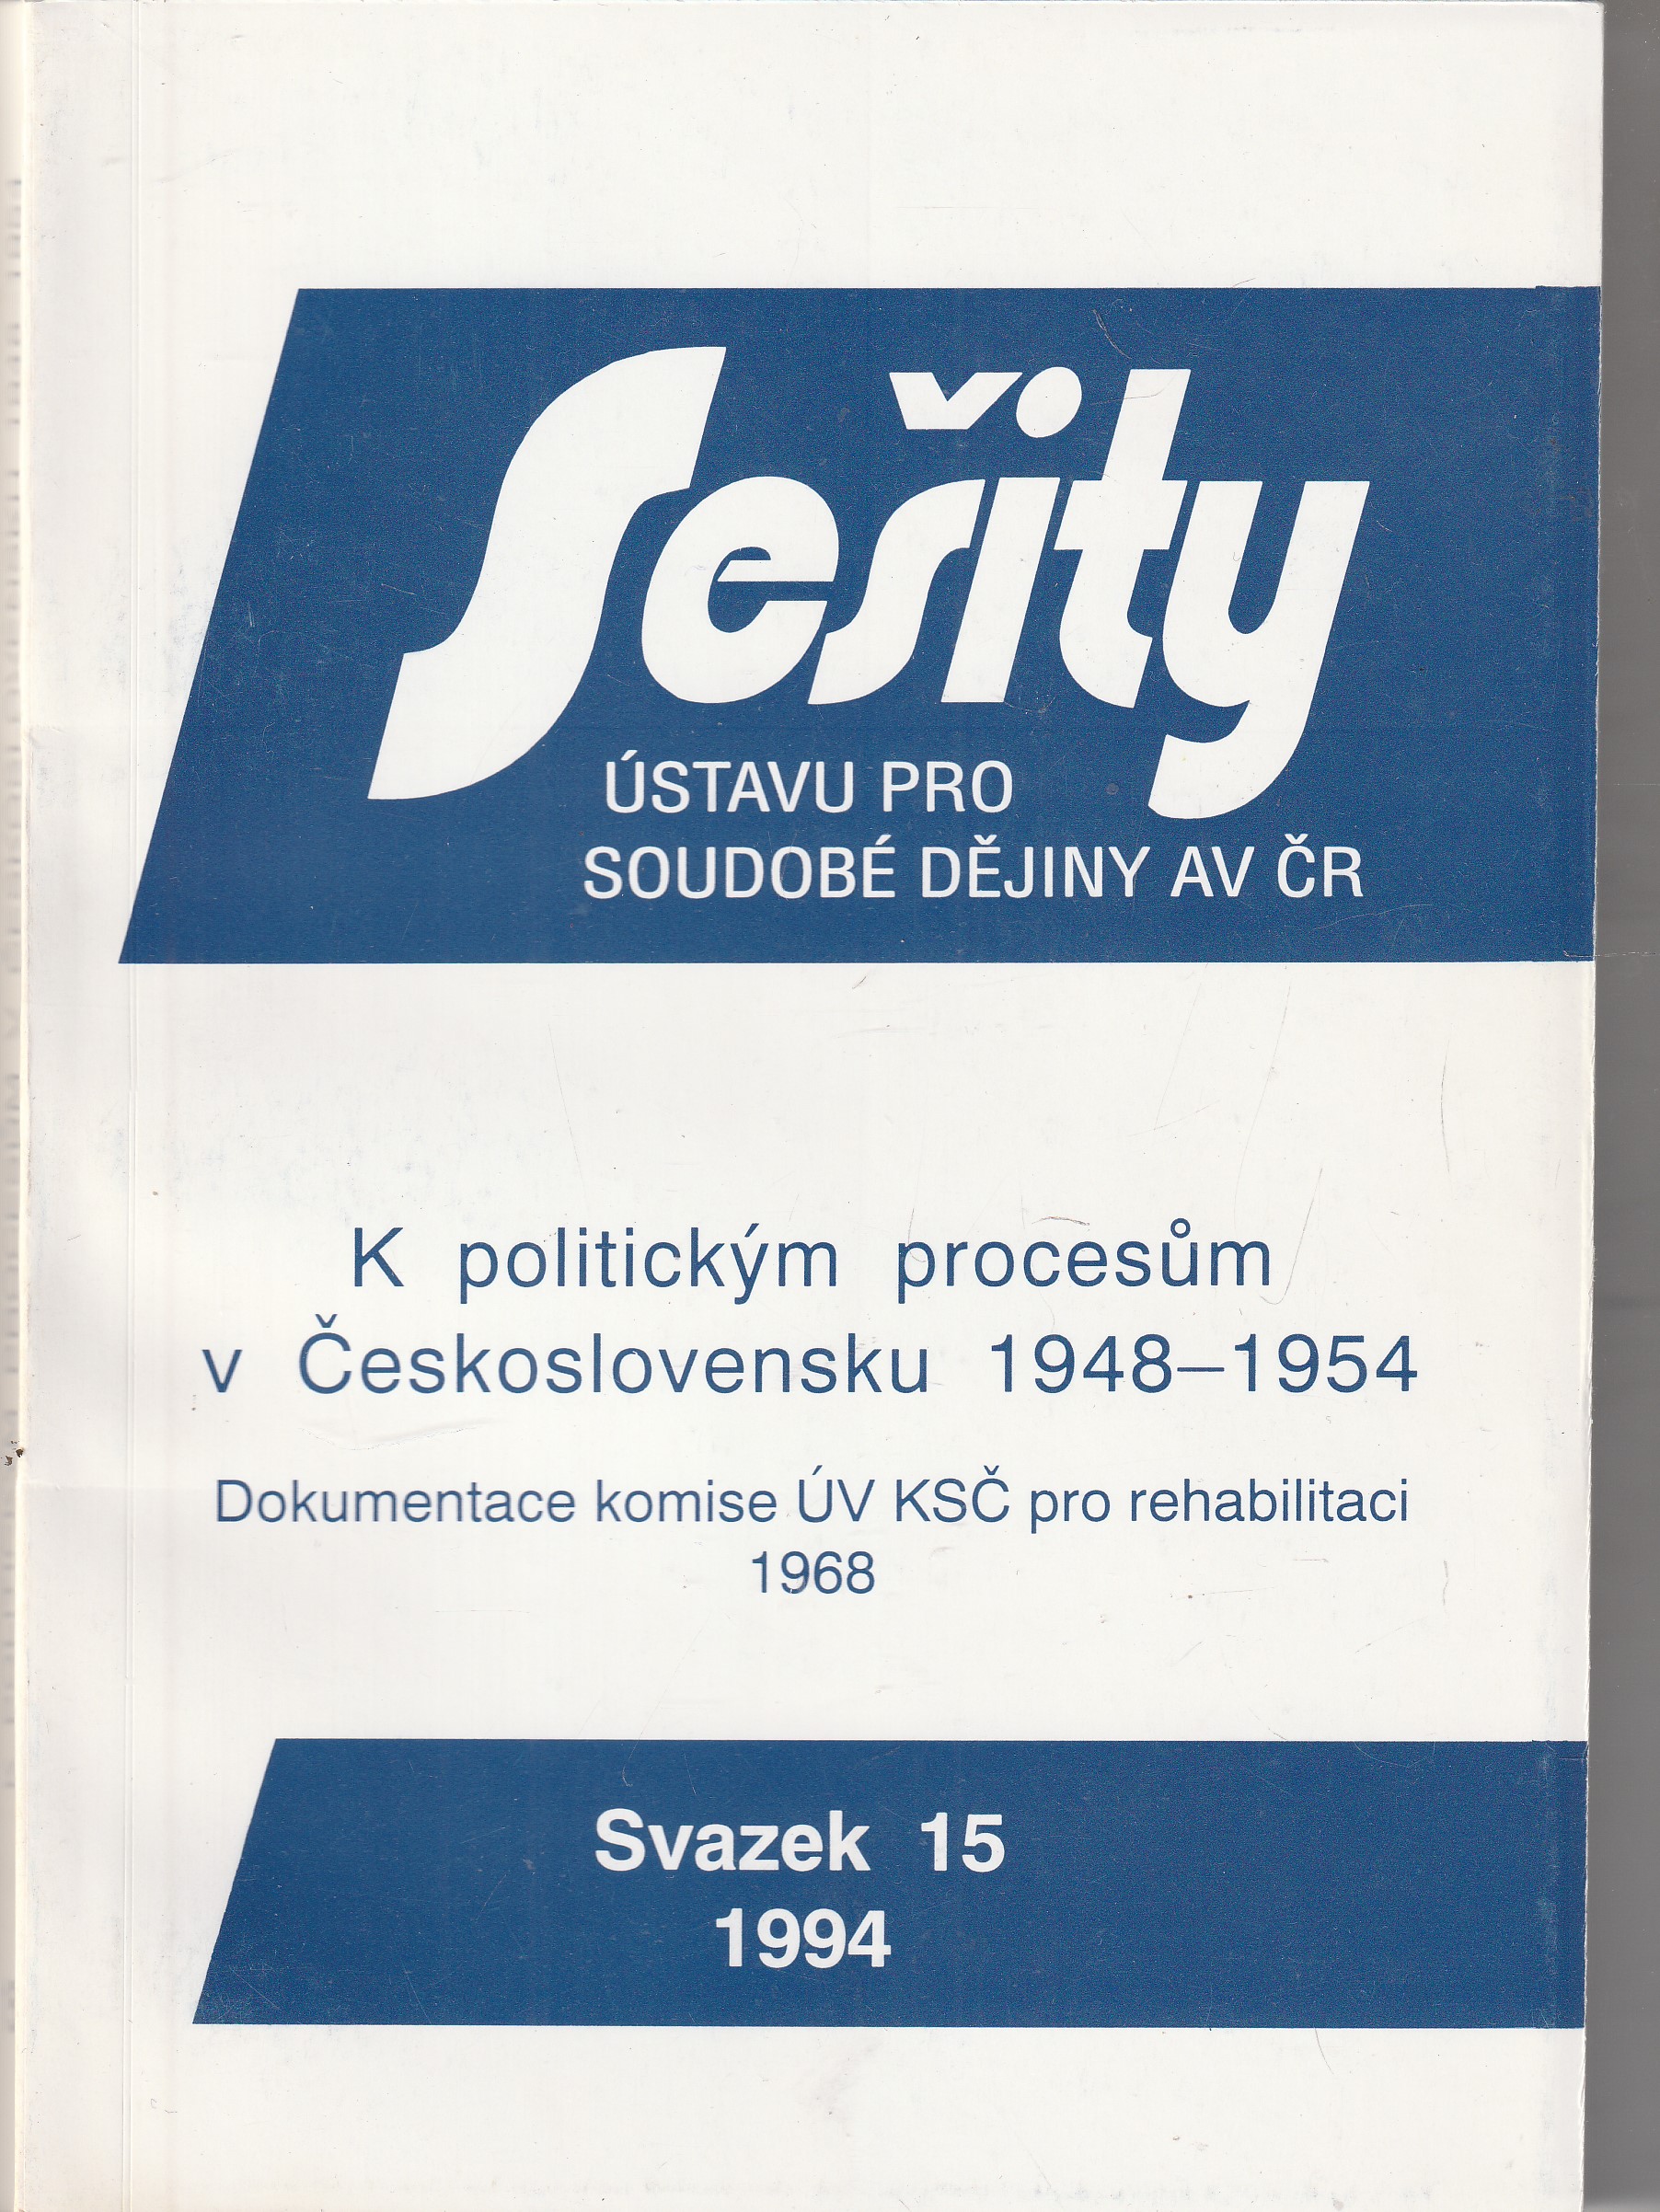 Sešity
ÚSTAVU PRO
SOUDOBÉ DĚJINY AV ČR
K politickým procesům
v Československu 1948–1954
Dokumentace komise ÚV KSČ pro rehabilitaci
1968
Svazek 15
1994